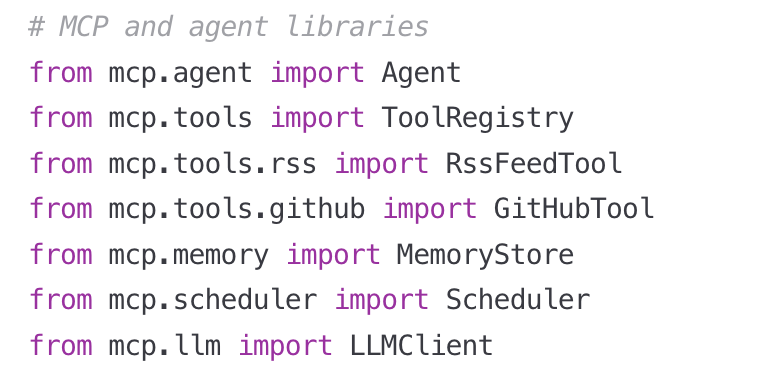 # MCP and agent libraries
from mcp.agent import Agent
from mcp.tools import ToolRegistry
from mcp.tools.rss import RssFeedTool
from mcp.tools.github import GitHubTool
from mcp.memory import MemoryStore
from mcp.scheduler import Scheduler
from mcp.llm import LLMClient